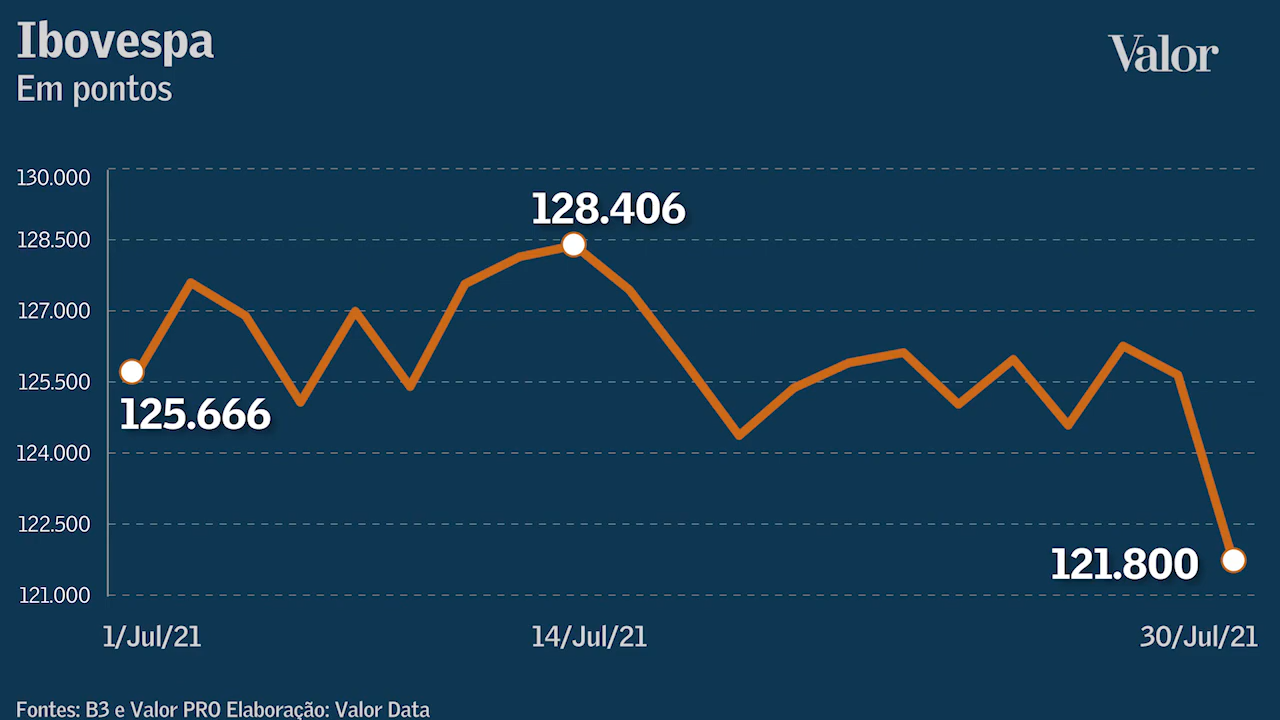 Ibovespa
Em pontos
Valor
130.000
128.500
127.000
125.500
124.000
122.500
121.000
128.406
125.666
121.800
1/Jul/21
14/Jul/21
30/Jul/21
Fontes: B3 e Valor PRO Elaboração: Valor Data